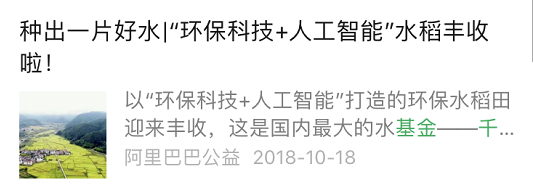 种出一片好水|“环保科技+人工智能”水稻丰收
啦！
以“环保科技+人工智能”打造的环保水稻田
迎来丰收，这是国内最大的水基金——千...
阿里巴巴公益 2018-10-18